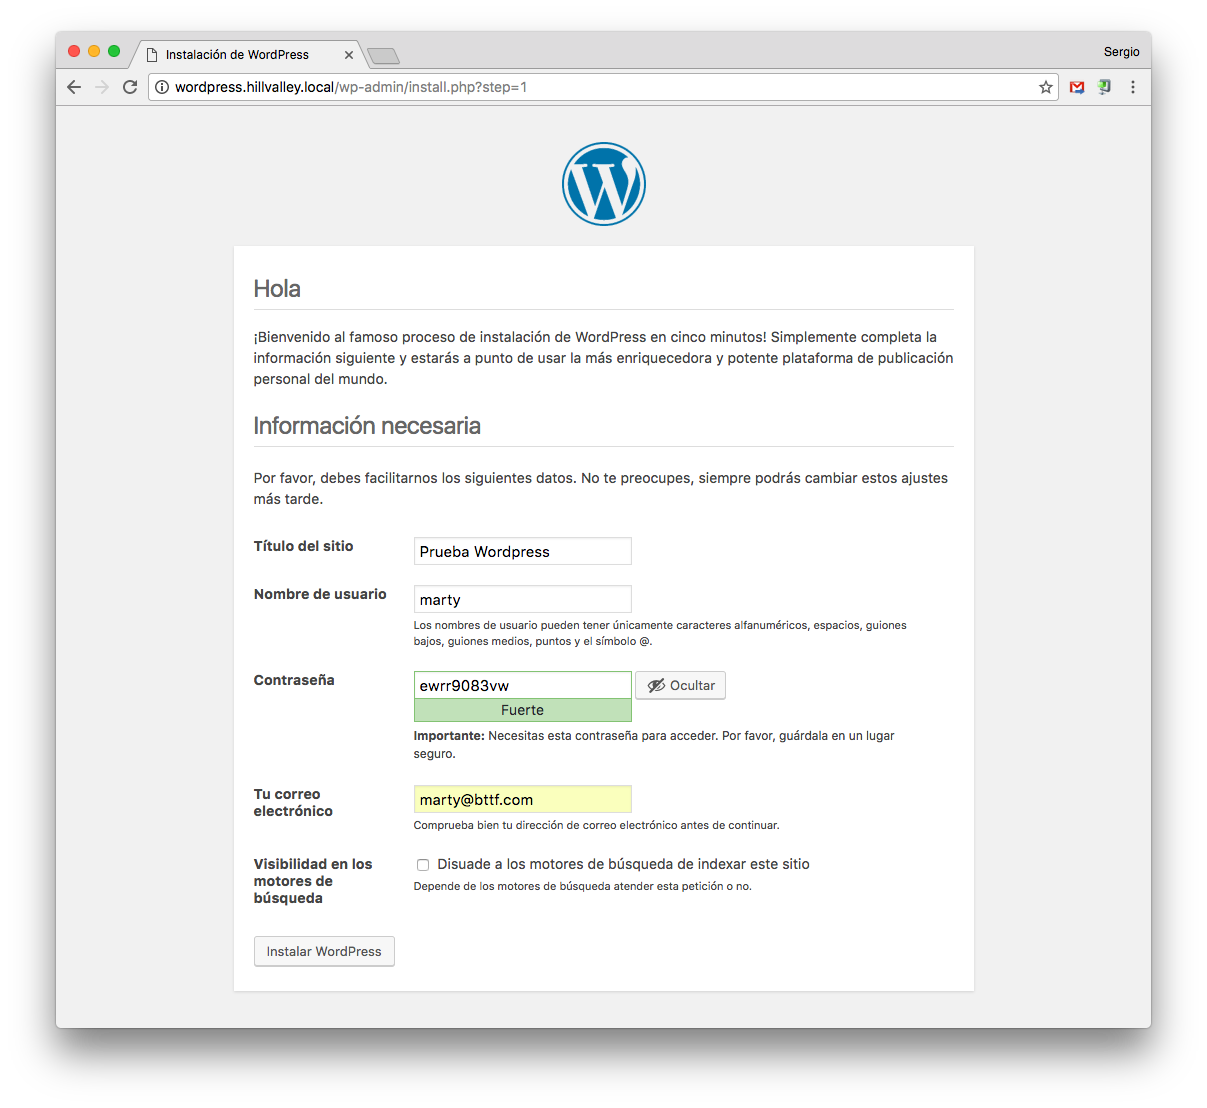 Instalación de WordPress
Sergio
wordpress.hillvalley.local/wp-admin/install.php?step=1
Hola
¡Bienvenido al famoso proceso de instalación de WordPress en cinco minutos! Simplemente completa la
información siguiente y estarás a punto de usar la más enriquecedora y potente plataforma de publicación
personal del mundo.
Información necesaria
Por favor, debes facilitarnos los siguientes datos. No te preocupes, siempre podrás cambiar estos ajustes
más tarde.
Título del sitio
Prueba Wordpress
Nombre de usuario
marty
Los nombres de usuario pueden tener únicamente caracteres alfanuméricos, espacios, guiones
bajos, guiones medios, puntos y el símbolo @.
Contraseña
ewrr9083vw
Ocultar
Fuerte
Importante: Necesitas esta contraseña para acceder. Por favor, guárdala en un lugar
seguro.
Tu correo
electrónico
marty@bttf.com
Comprueba bien tu dirección de correo electrónico antes de continuar.
Visibilidad en los
motores de
búsqueda
Disuade a los motores de búsqueda de indexar este sitio
Depende de los motores de búsqueda atender esta petición o no.
Instalar WordPress